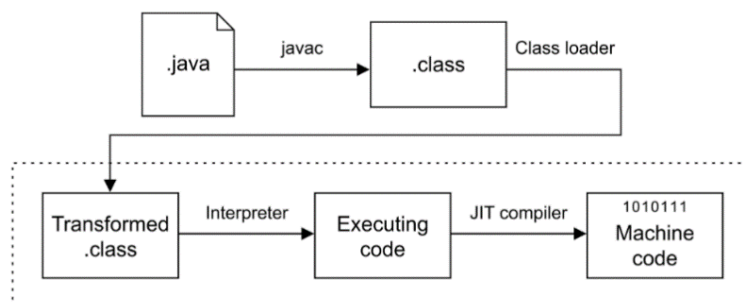 .java
javac
.class
Class loader
Transformed
.class
Interpreter
Executing
code
JIT compiler
1010111
Machine
code